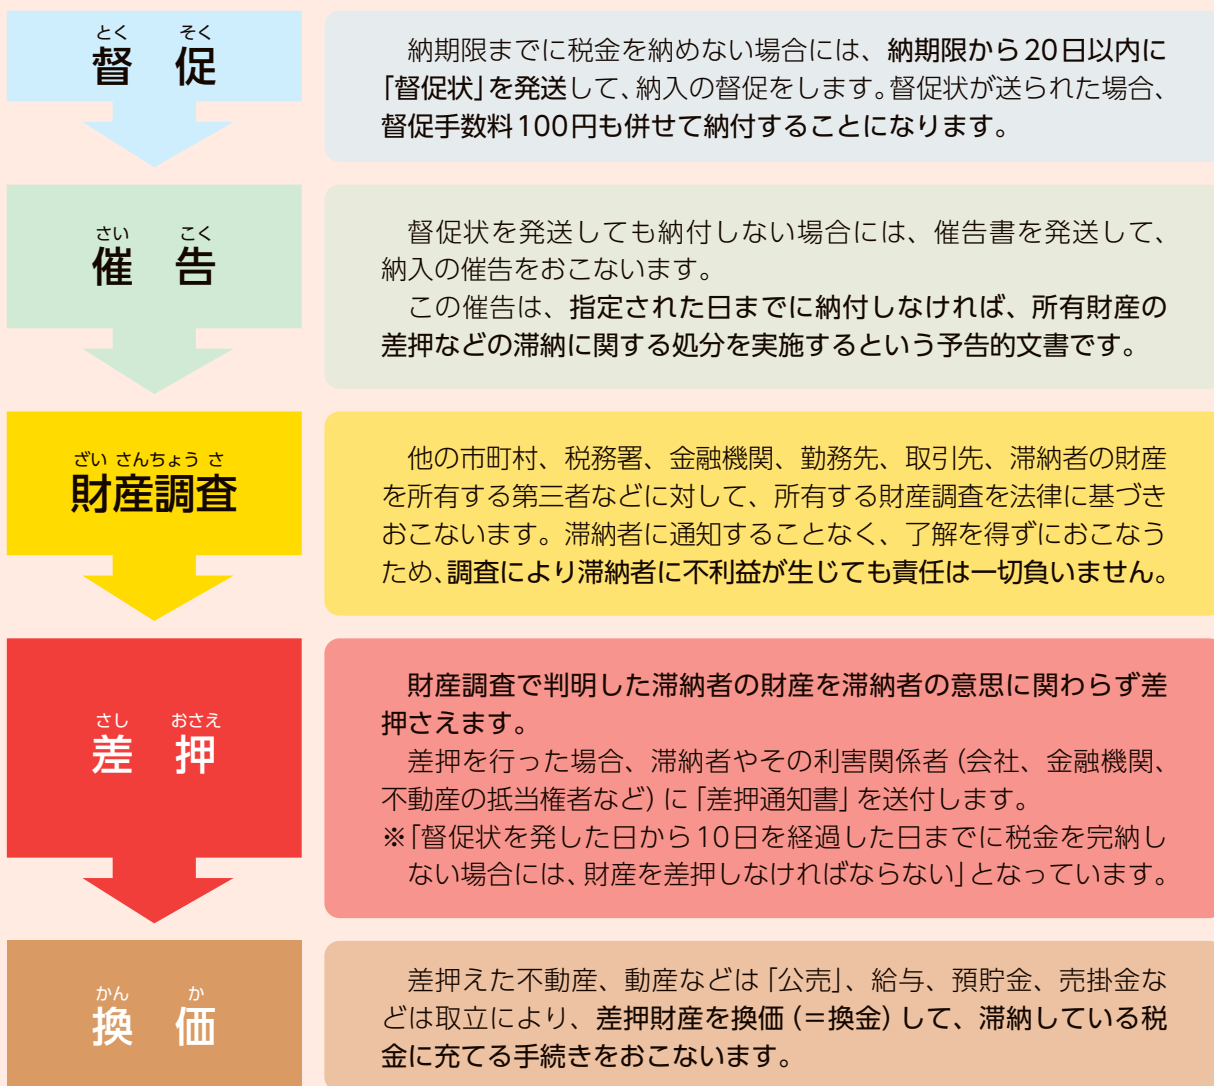 とく そく
督 促
納期限までに税金を納めない場合には、納期限から20日以内に
「督促状」を発送して、納入の督促をします。督促状が送られた場合、
督促手数料100円も併せて納付することになります。
さい こく
催 告
督促状を発送しても納付しない場合には、催告書を発送して、
納入の催告をおこないます。
この催告は、指定された日までに納付しなければ、所有財産の
差押などの滞納に関する処分を実施するという予告的文書です。
ざい さんちょう さ
財産調査
他の市町村、税務署、金融機関、勤務先、取引先、滞納者の財産
を所有する第三者などに対して、所有する財産調査を法律に基づき
おこないます。滞納者に通知することなく、了解を得ずにおこなう
ため、調査により滞納者に不利益が生じても責任は一切負いません。
さし おさえ
差 押
財産調査で判明した滞納者の財産を滞納者の意思に関わらず差
押さえます。
差押を行った場合、滞納者やその利害関係者(会社、金融機関、
不動産の抵当権者など)に「差押通知書」を送付します。
※「督促状を発した日から10日を経過した日までに税金を完納し
ない場合には、財産を差押しなければならない」となっています。
かん か
換 価
差押えた不動産、動産などは「公売」、給与、預貯金、売掛金な
どは取立により、差押財産を換価(=換金)して、滞納している税
金に充てる手続きをおこないます。